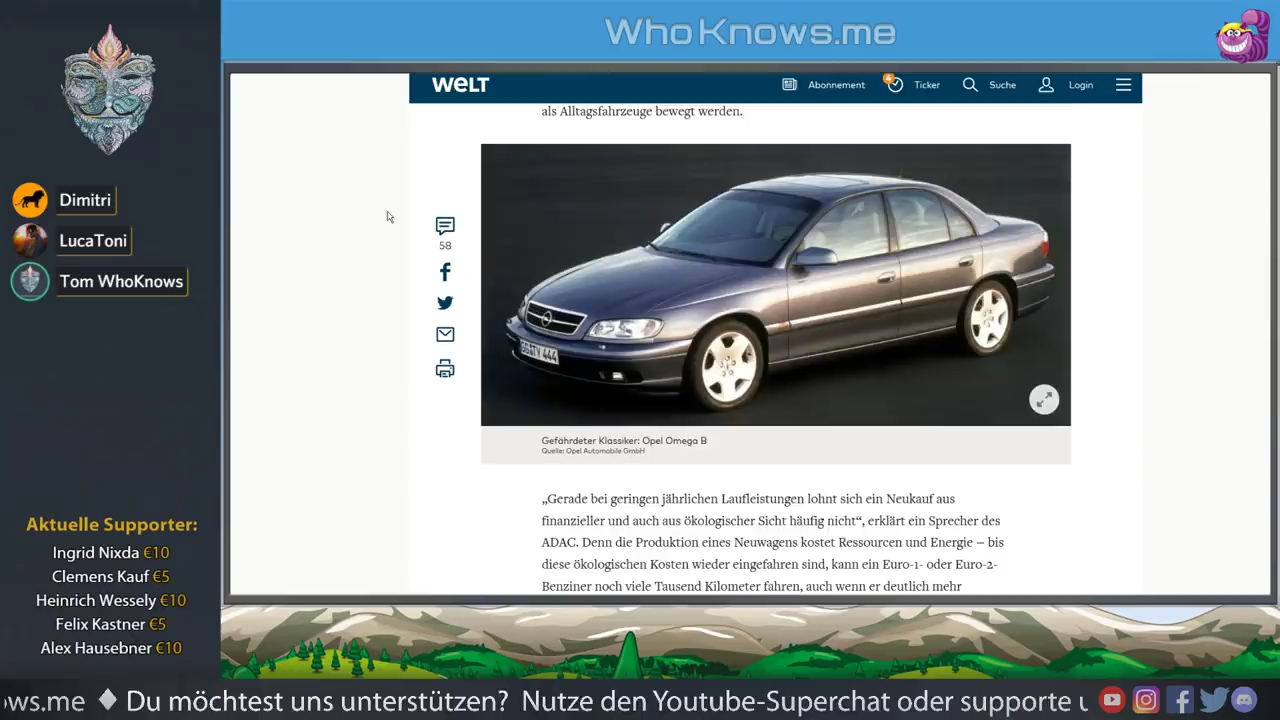 WhoKnows.me
WELT
Abonnement
4
Ticker
Suche
Login
als Alltagsfahrzeuge bewegt werden.
58
Gefährdeter Klassiker: Opel Omega B
Quelle: Opel Automobile GmbH
„Gerade bei geringen jährlichen Laufleistungen lohnt sich ein Neukauf aus
finanzieller und auch aus ökologischer Sicht häufig nicht“, erklärt ein Sprecher des
ADAC. Denn die Produktion eines Neuwagens kostet Ressourcen und Energie – bis
diese ökologischen Kosten wieder eingefahren sind, kann ein Euro-1- oder Euro-2-
Benziner noch viele Tausend Kilometer fahren, auch wenn er deutlich mehr
Dimitri
LucaToni
Tom WhoKnows
Aktuelle Supporter:
Ingrid Nixda €10
Clemens Kauf €5
Heinrich Wessely €10
Felix Kastner €5
Alex Hausebner €10
ows.me ♦ Du möchtest uns unterstützen? Nutze den Youtube-Superchat oder supporte u